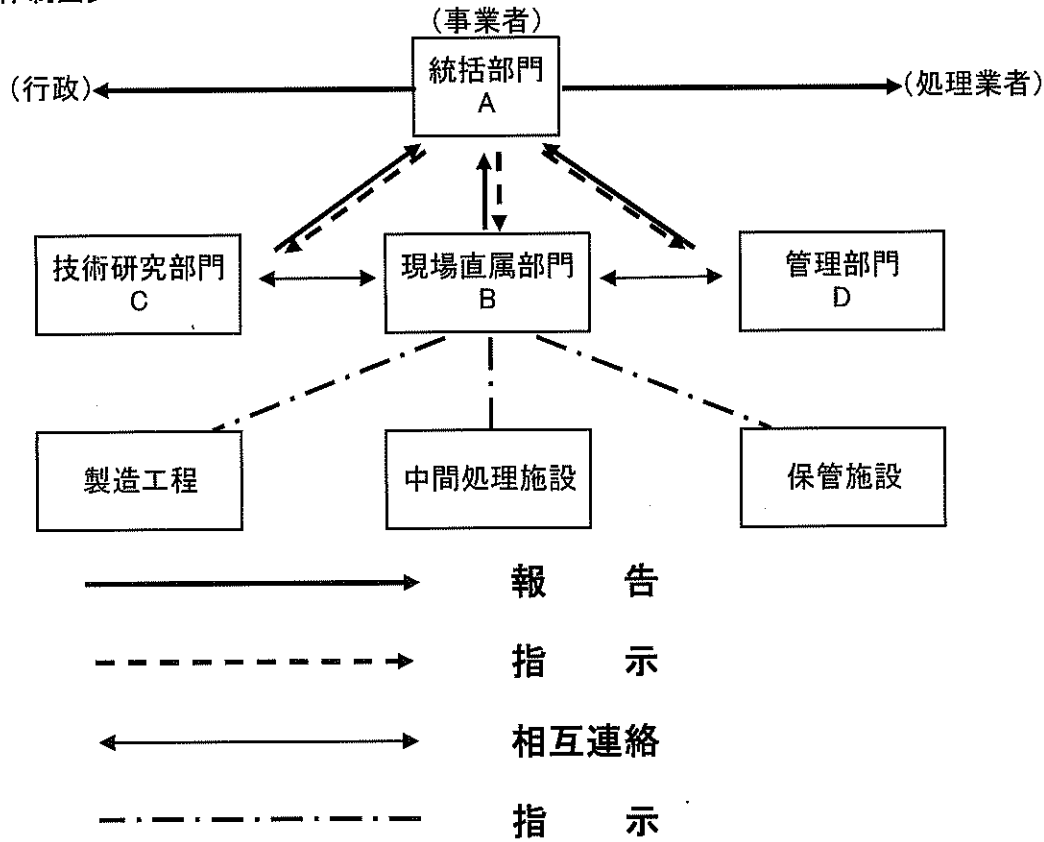 (事業者)
統括部門
A
(行政)
(処理業者)
技術研究部門
C
現場直属部門
B
管理部門
D
製造工程
中間処理施設
保管施設
報 告
指 示
相互連絡
指 示